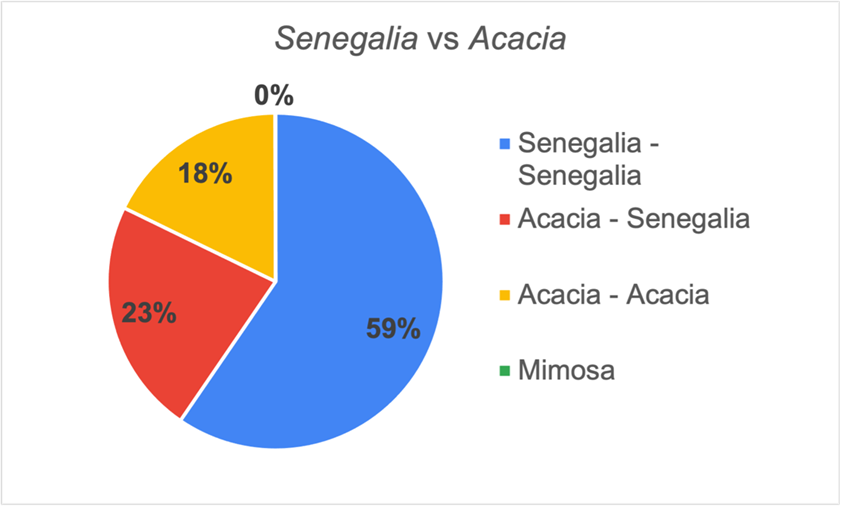 Senegalia vs Acacia
0%
18%
23%
59%
Senegalia -
Senegalia
Acacia - Senegalia
Acacia - Acacia
Mimosa